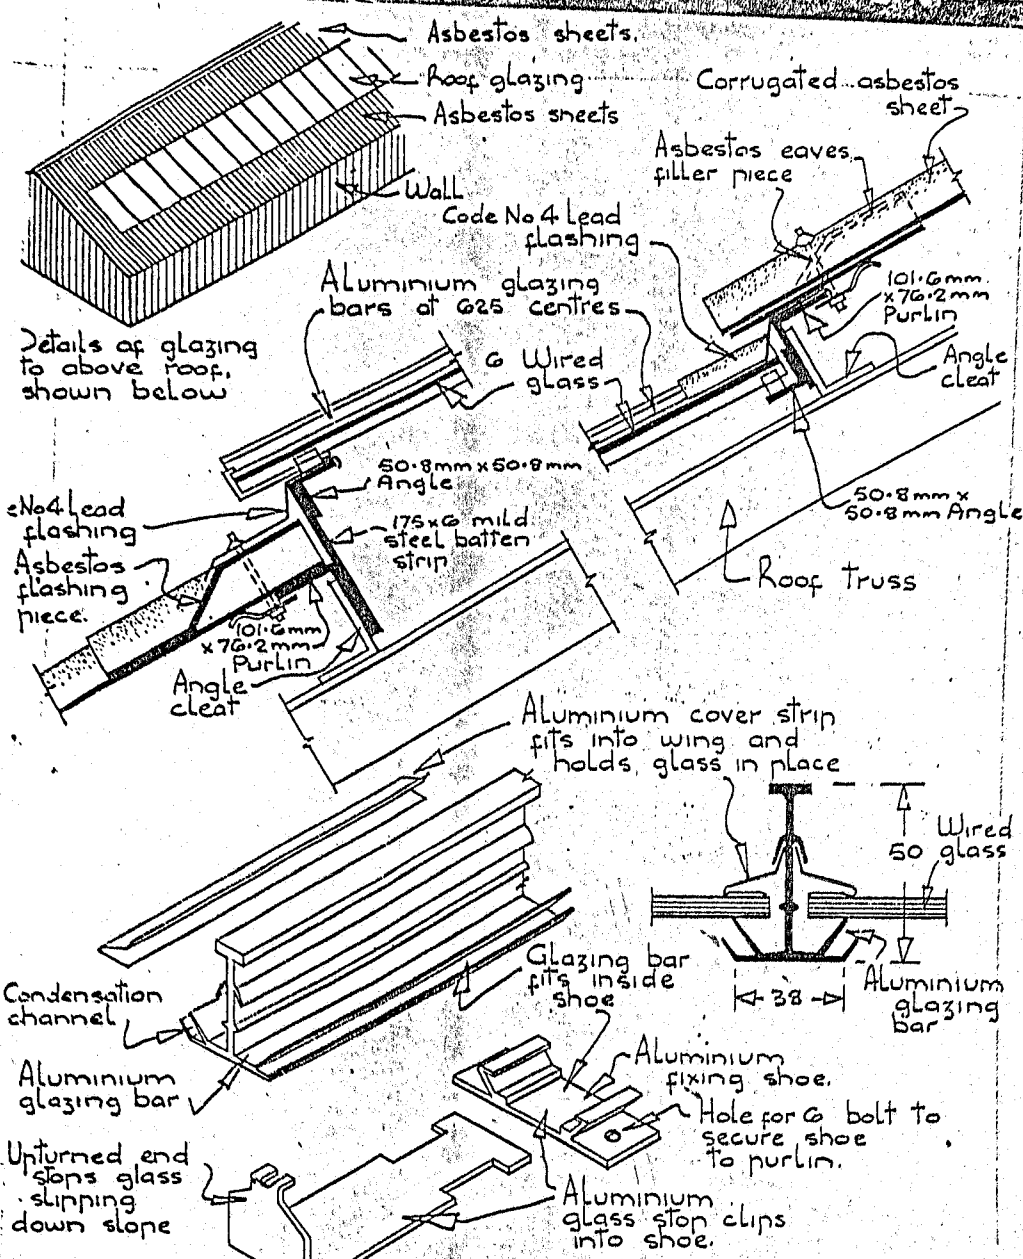 Asbestos sheets.
Roof glazing
Asbestos sheets
Wall
Corrugated asbestos
sheet
Asbestos eaves
filler piece
Code No 4 Lead
flashing
Aluminium glazing
bars at 625 centres
101.6mm
x 76.2mm
Purlin
Details of glazing
to above roof,
shown below
6 Wired
glass
Angle
cleat
50.8mm x 50.8mm
Angle
50.8mm x
50.8mm Angle
eNo4 Lead
flashing
175x6 mild
steel batten
strip
Asbestos
flashing
piece.
Roof Truss
101.6mm
x 76.2mm
Purlin
Angle
cleat
Aluminium cover strip
fits into wing and
holds glass in place
Wired
glass
50
Glazing bar
fits inside
shoe
38
Aluminium
glazing
bar
Condensation
channel
Aluminium
glazing bar
Aluminium
fixing shoe.
Hole for 6 bolt to
secure shoe
to purlin.
Upturned end
stops glass
slipping
down slope
Aluminium
glass stop clips
into shoe.